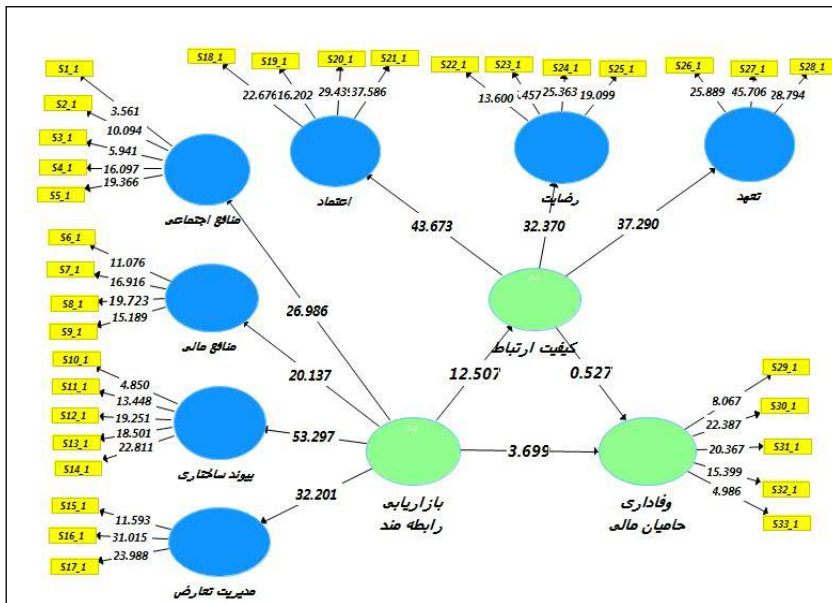 S18_1
S19_1
S20_1
S21_1
22.676
16.202
37.586
S22_1
S23_1
S24_1
S25_1
13.600
25.363
19.099
S26_1
S27_1
S28_1
25.889
45.706
28.794
اعتماد
رضایت
تعهد
S1_1
S2_1
S3_1
S4_1
S5_1
3.561
10.094
5.941
16.097
19.366
منافع اجتماعی
S6_1
S7_1
S8_1
S9_1
11.076
16.916
19.723
15.189
منافع مالی
S10_1
S11_1
S12_1
S13_1
S14_1
4.850
13.448
19.251
18.501
22.811
پیوند ساختاری
S15_1
S16_1
S17_1
11.593
31.015
23.988
مدیریت تعارض
43.673
32.370
37.290
26.986
20.137
53.297
32.201
کیفیت ارتباط
12.507
0.527
3.699
بازاریابی
رابطه مند
وفاداری
حامیان مالی
S29_1
S30_1
S31_1
S32_1
S33_1
8.067
22.387
20.367
15.399
4.986